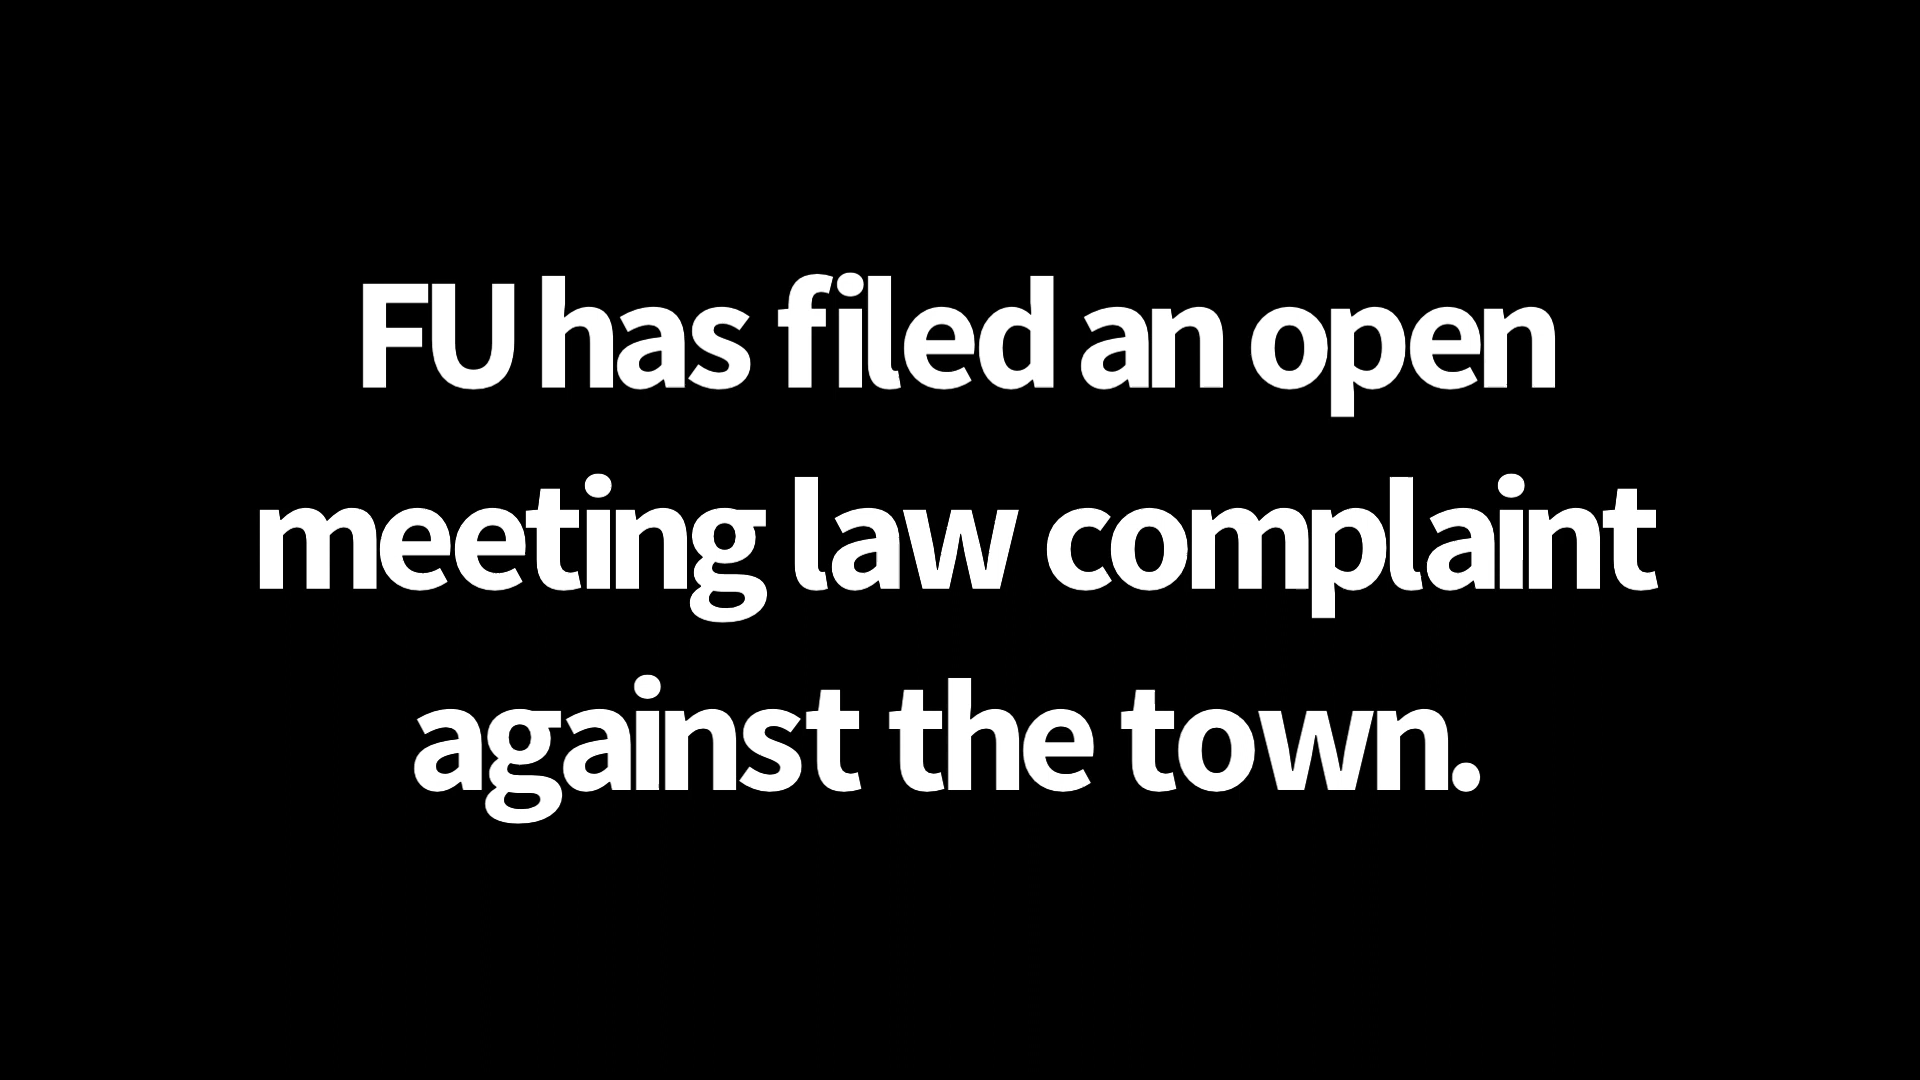 FU has filed an open
meeting law complaint
against the town.